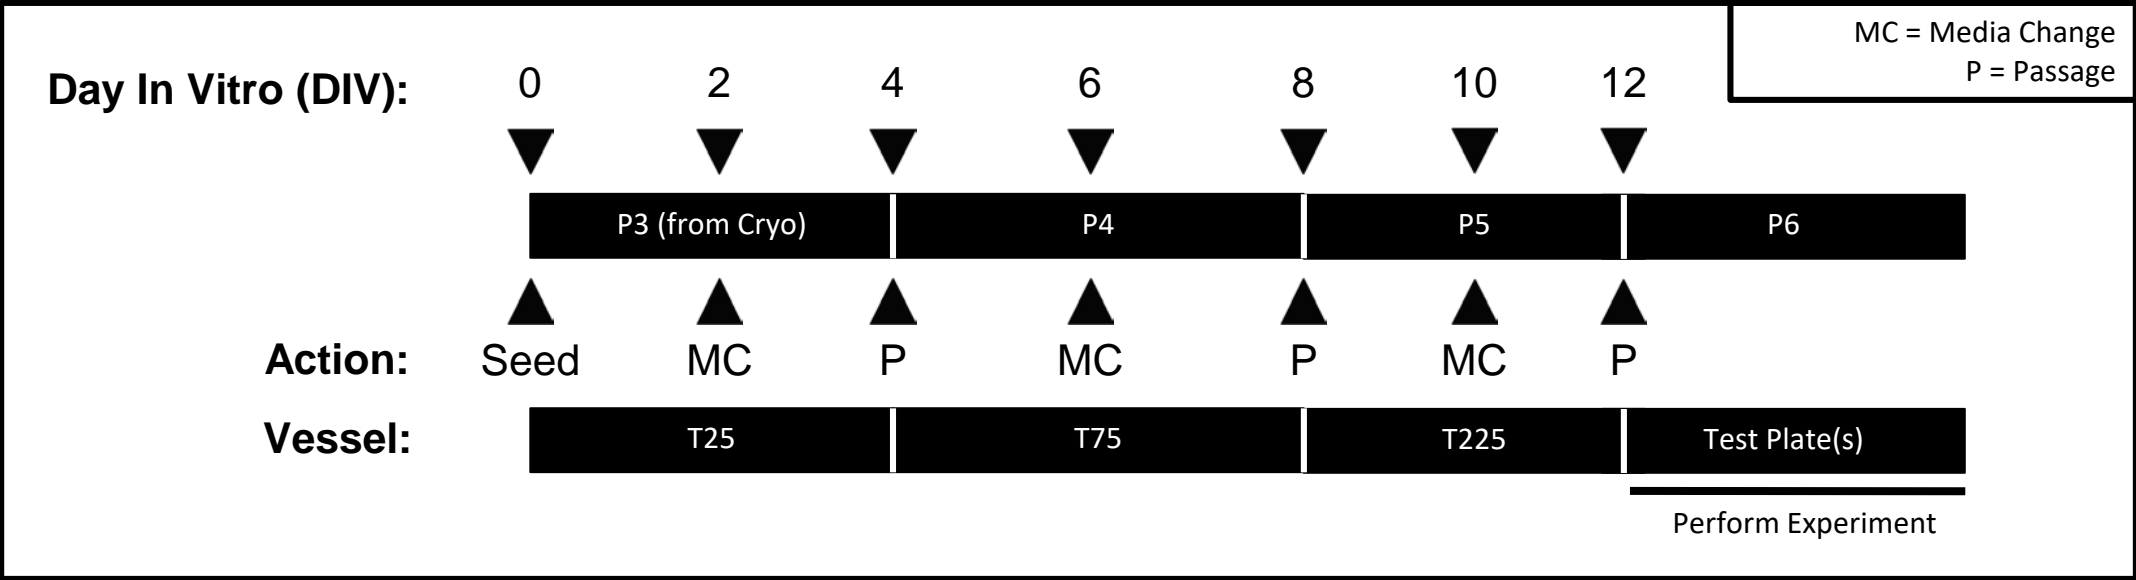 MC = Media Change
P = Passage
Day In Vitro (DIV): 0 2 4 6 8 10 12
P3 (from Cryo) P4 P5 P6
Action: Seed MC P MC P MC P
Vessel: T25 T75 T225 Test Plate(s)
Perform Experiment